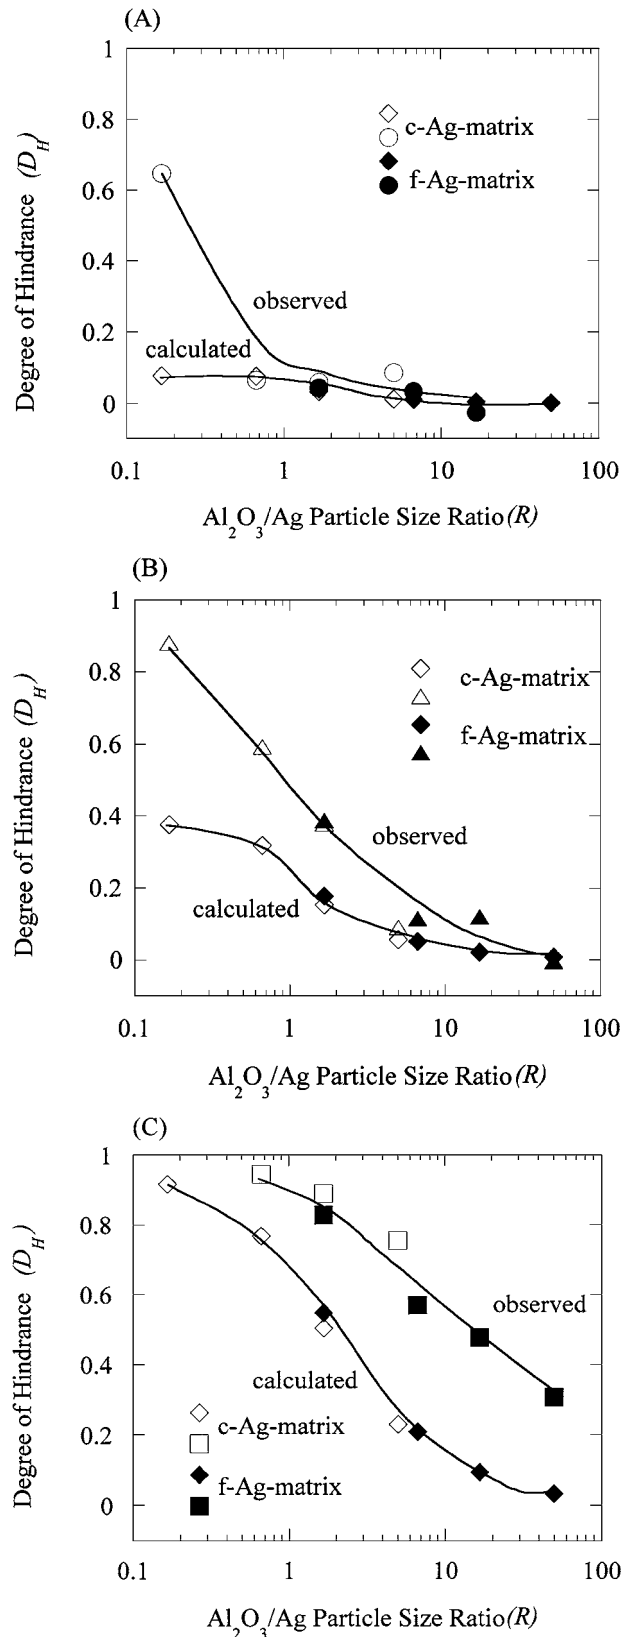 (A)
1
0.8
0.6
0.4
0.2
0
Degree of Hindrance (D_H)
c-Ag-matrix
f-Ag-matrix
observed
calculated
0.1 1 10 100
Al₂O₃/Ag Particle Size Ratio (R)
(B)
1
0.8
0.6
0.4
0.2
0
Degree of Hindrance (D_H)
c-Ag-matrix
f-Ag-matrix
observed
calculated
0.1 1 10 100
Al₂O₃/Ag Particle Size Ratio (R)
(C)
1
0.8
0.6
0.4
0.2
0
Degree of Hindrance (D_H)
observed
calculated
c-Ag-matrix
f-Ag-matrix
0.1 1 10 100
Al₂O₃/Ag Particle Size Ratio (R)